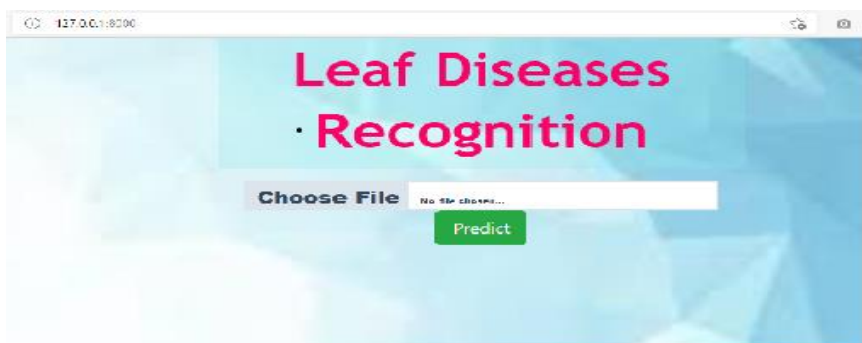 127.0.0.1:8000
Leaf Diseases
Recognition
Choose File No file chosen...
Predict